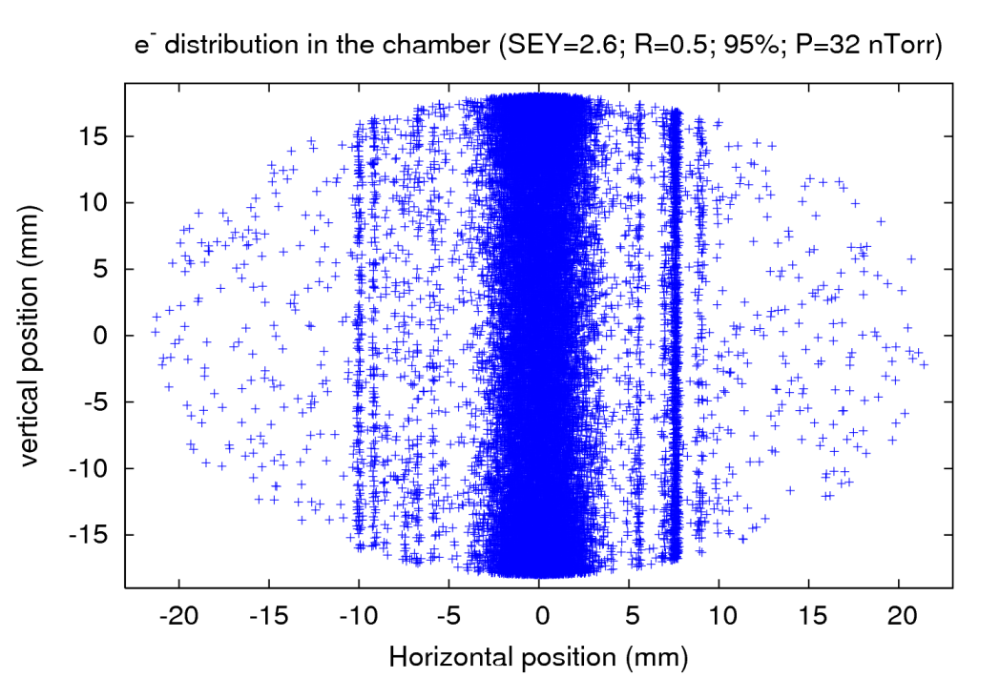 e- distribution in the chamber (SEY=2.6; R=0.5; 95%; P=32 nTorr)
15
10
5
0
-5
-10
-15
vertical position (mm)
-20 -15 -10 -5 0 5 10 15 20
Horizontal position (mm)